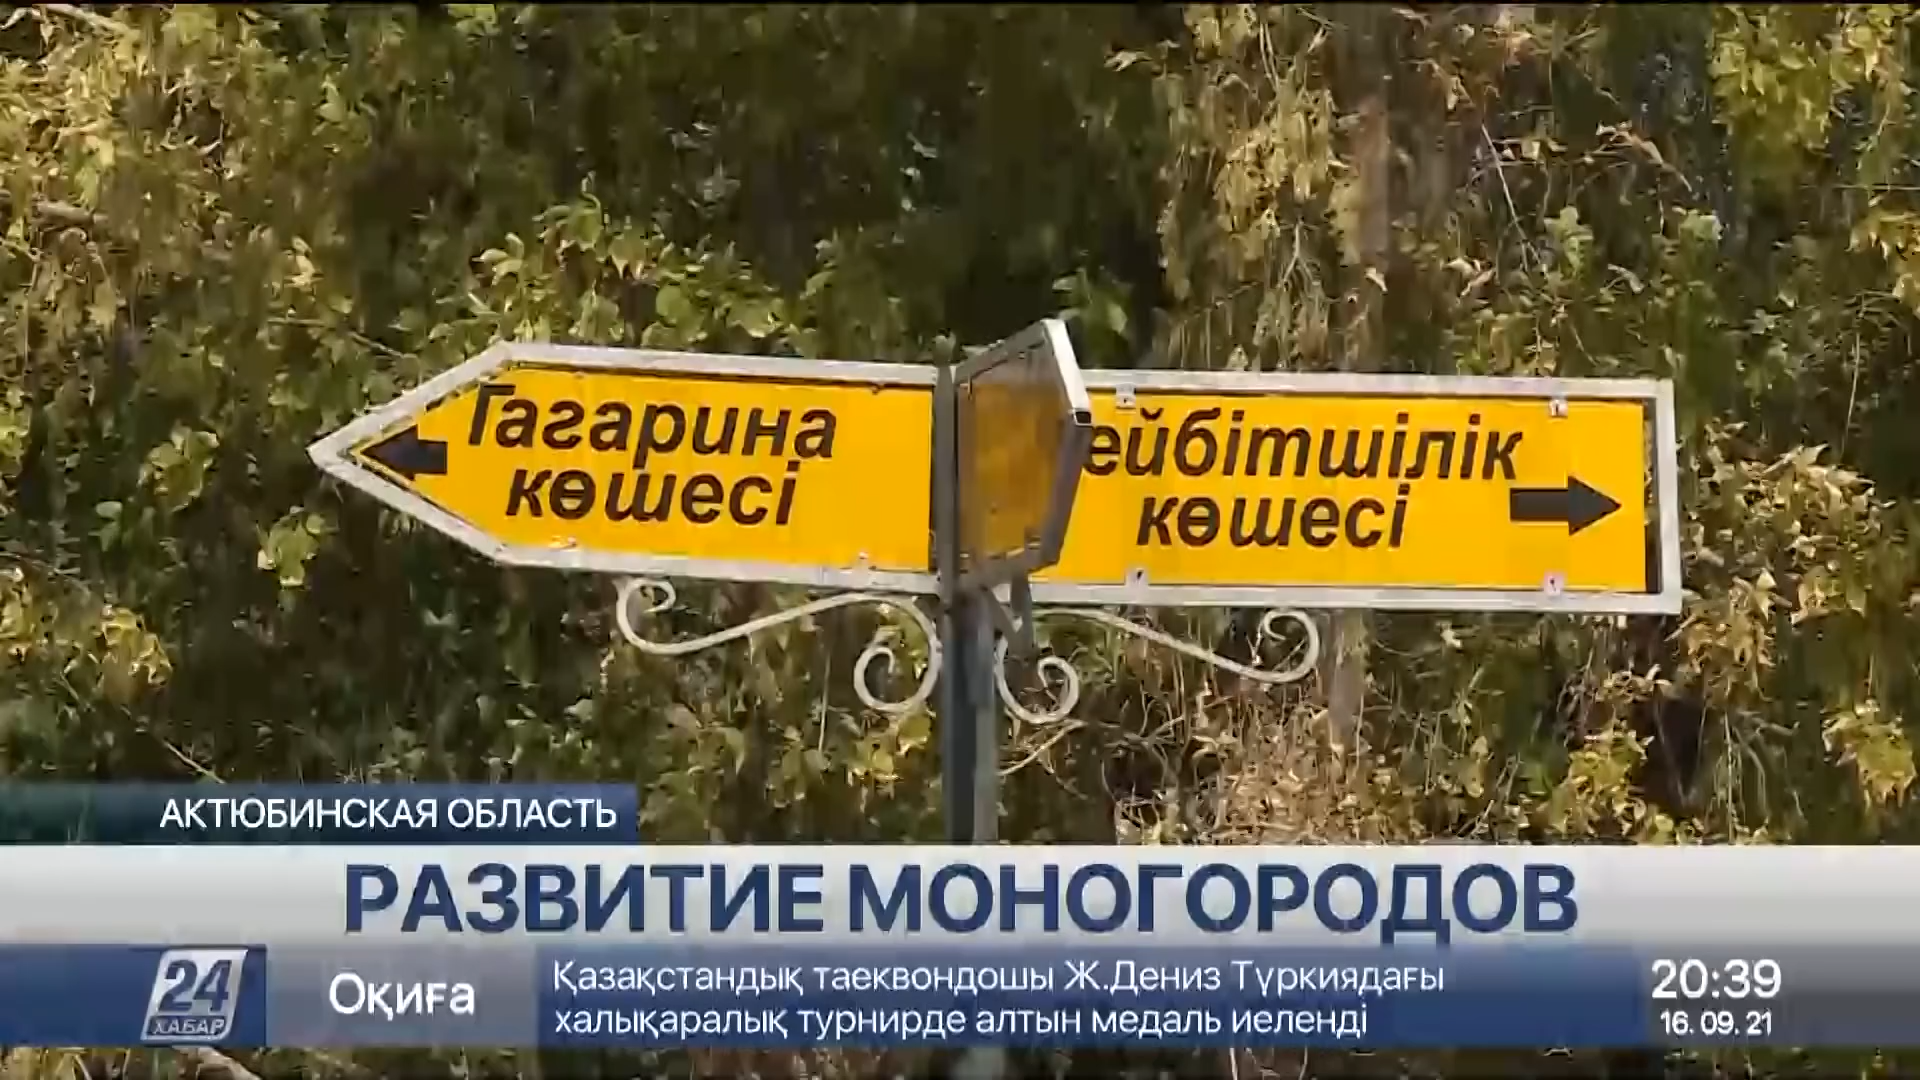 Гагарина
көшесі
ейбітшілік
көшесі
АКТЮБИНСКАЯ ОБЛАСТЬ
РАЗВИТИЕ МОНОГОРОДОВ
24
ХАБАР
Оқиға
Қазақстандық таеквондошы Ж.Дениз Түркиядағы
халықаралық турнирде алтын медаль иеленді
20:39
16. 09. 21